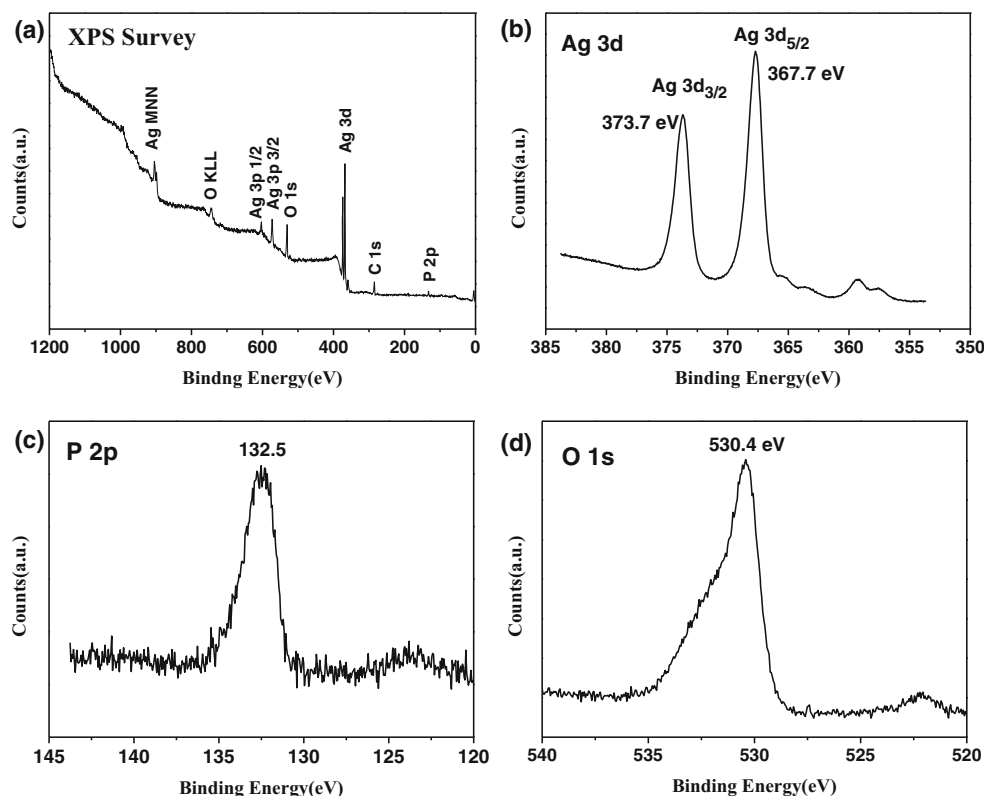 (a)
XPS Survey
Ag MNN
O KLL
Ag 3p 1/2
Ag 3p 3/2
O 1s
Ag 3d
C 1s
P 2p
Counts(a.u.)
1200 1000 800 600 400 200 0
Bindng Energy(eV)
(b)
Ag 3d
Ag 3d5/2
367.7 eV
Ag 3d3/2
373.7 eV
Counts(a.u.)
385 380 375 370 365 360 355 350
Binding Energy(eV)
(c)
P 2p
132.5
Counts(a.u.)
145 140 135 130 125 120
Binding Energy(eV)
(d)
O 1s
530.4 eV
Counts(a.u.)
540 535 530 525 520
Binding Energy(eV)